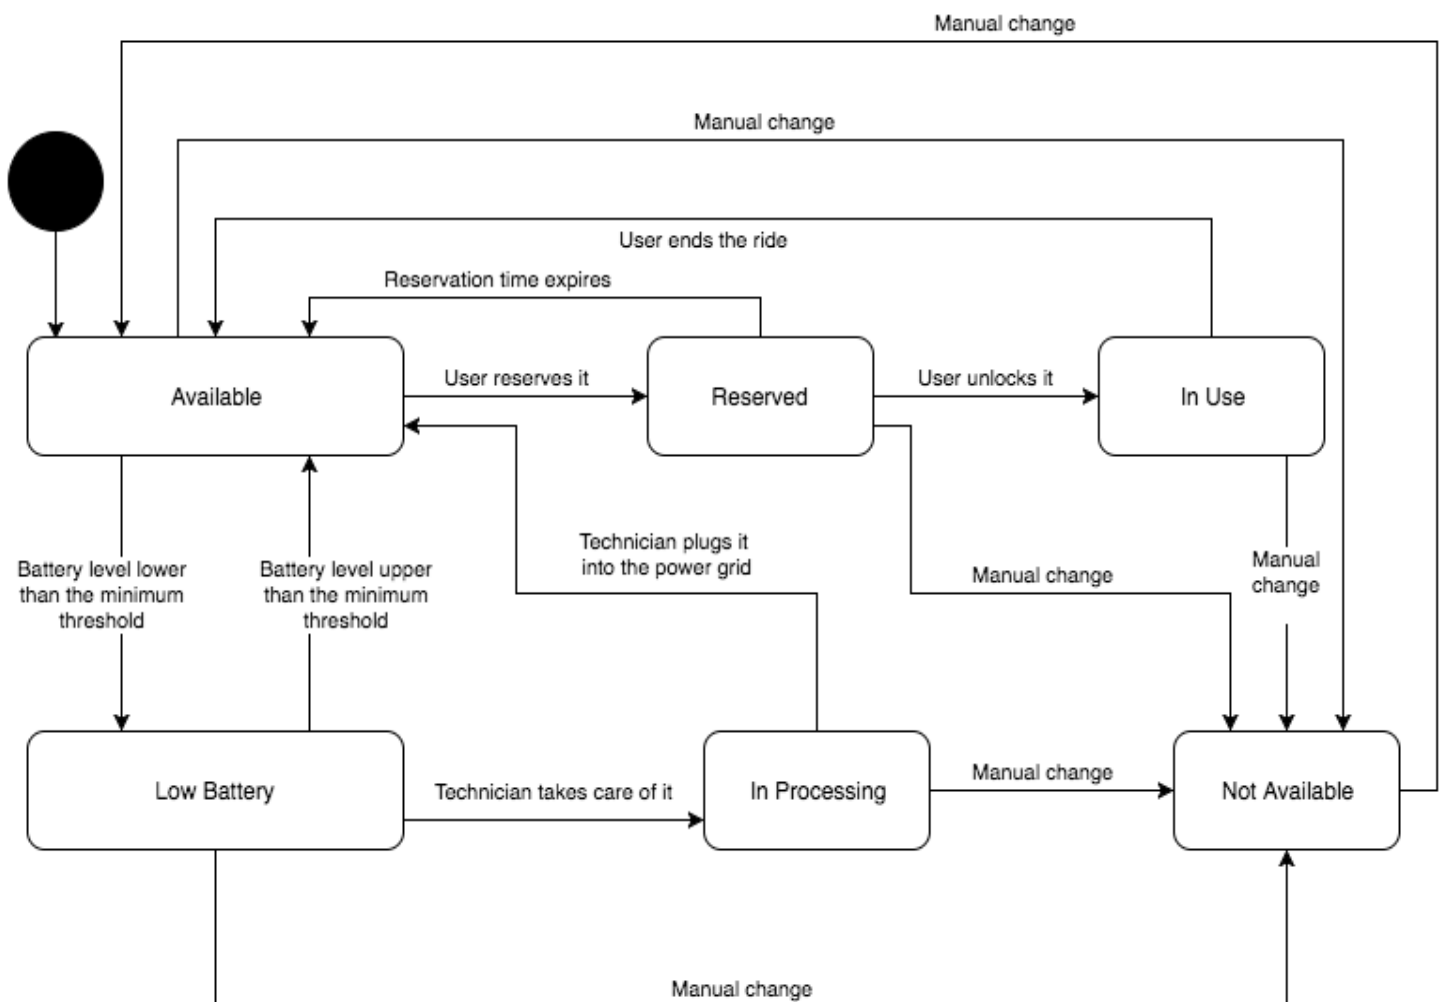 Manual change
Manual change
User ends the ride
Reservation time expires
Available
User reserves it
Reserved
User unlocks it
In Use
Battery level lower
than the minimum
threshold
Battery level upper
than the minimum
threshold
Technician plugs it
into the power grid
Manual change
Manual
change
Low Battery
Technician takes care of it
In Processing
Manual change
Not Available
Manual change